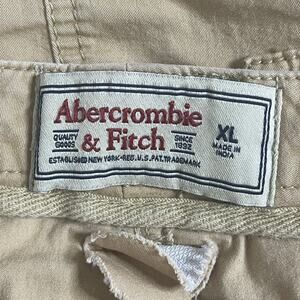 Abercrombie
& Fitch
QUALITY
GOODS
SINCE
1892
XL
MADE IN
INDIA
ESTABLISHED NEW YORK•REG. U.S. PAT. TRADEMARK